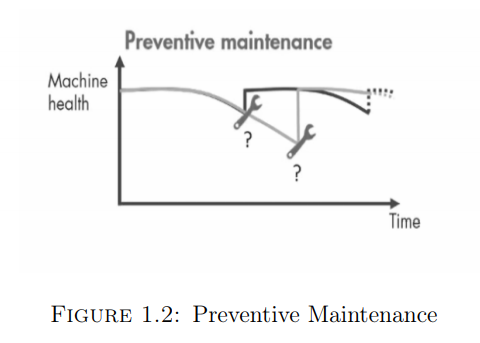 Preventive maintenance
Machine
health
?
?
Time
FIGURE 1.2: Preventive Maintenance